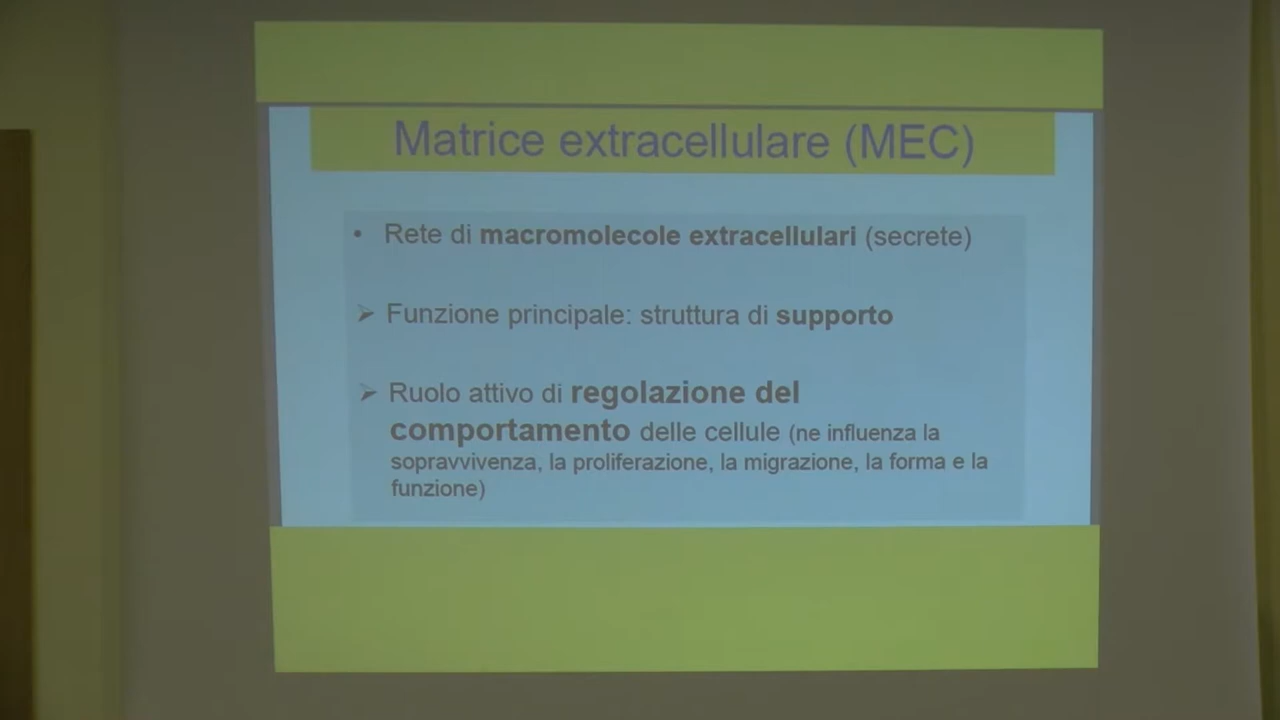 Matrice extracellulare (MEC)
• Rete di macromolecole extracellulari (secrete)
➢ Funzione principale: struttura di supporto
➢ Ruolo attivo di regolazione del
comportamento delle cellule (ne influenza la
sopravvivenza, la proliferazione, la migrazione, la forma e la
funzione)